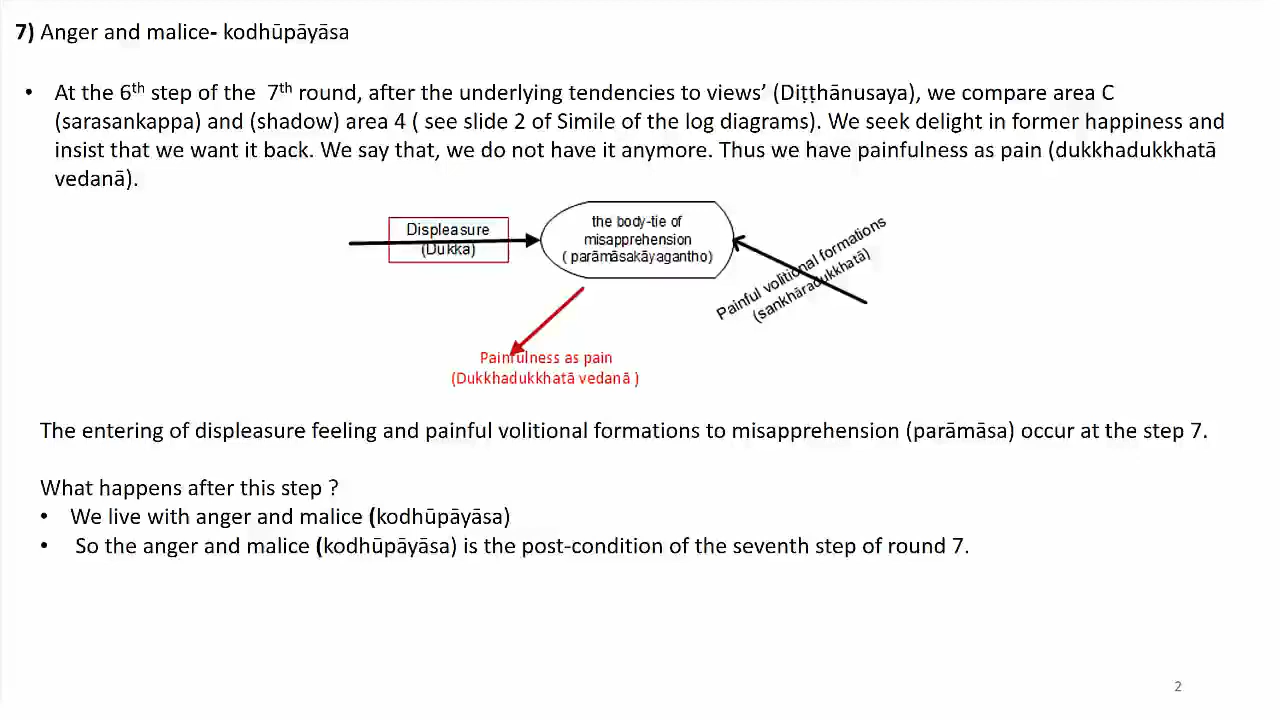 7) Anger and malice- kodhūpāyāsa
• At the 6th step of the 7th round, after the underlying tendencies to views’ (Diṭṭhānusaya), we compare area C
(sarasankappa) and (shadow) area 4 ( see slide 2 of Simile of the log diagrams). We seek delight in former happiness and
insist that we want it back. We say that, we do not have it anymore. Thus we have painfulness as pain (dukkhadukkhatā
vedanā).
Displeasure
(Dukka)
the body-tie of
misapprehension
( parāmāsakāyagantho)
Painful volitional formations
(sankhāradukkhatā)
Painfulness as pain
(Dukkhadukkhatā vedanā )
The entering of displeasure feeling and painful volitional formations to misapprehension (parāmāsa) occur at the step 7.
What happens after this step ?
• We live with anger and malice (kodhūpāyāsa)
• So the anger and malice (kodhūpāyāsa) is the post-condition of the seventh step of round 7.
2